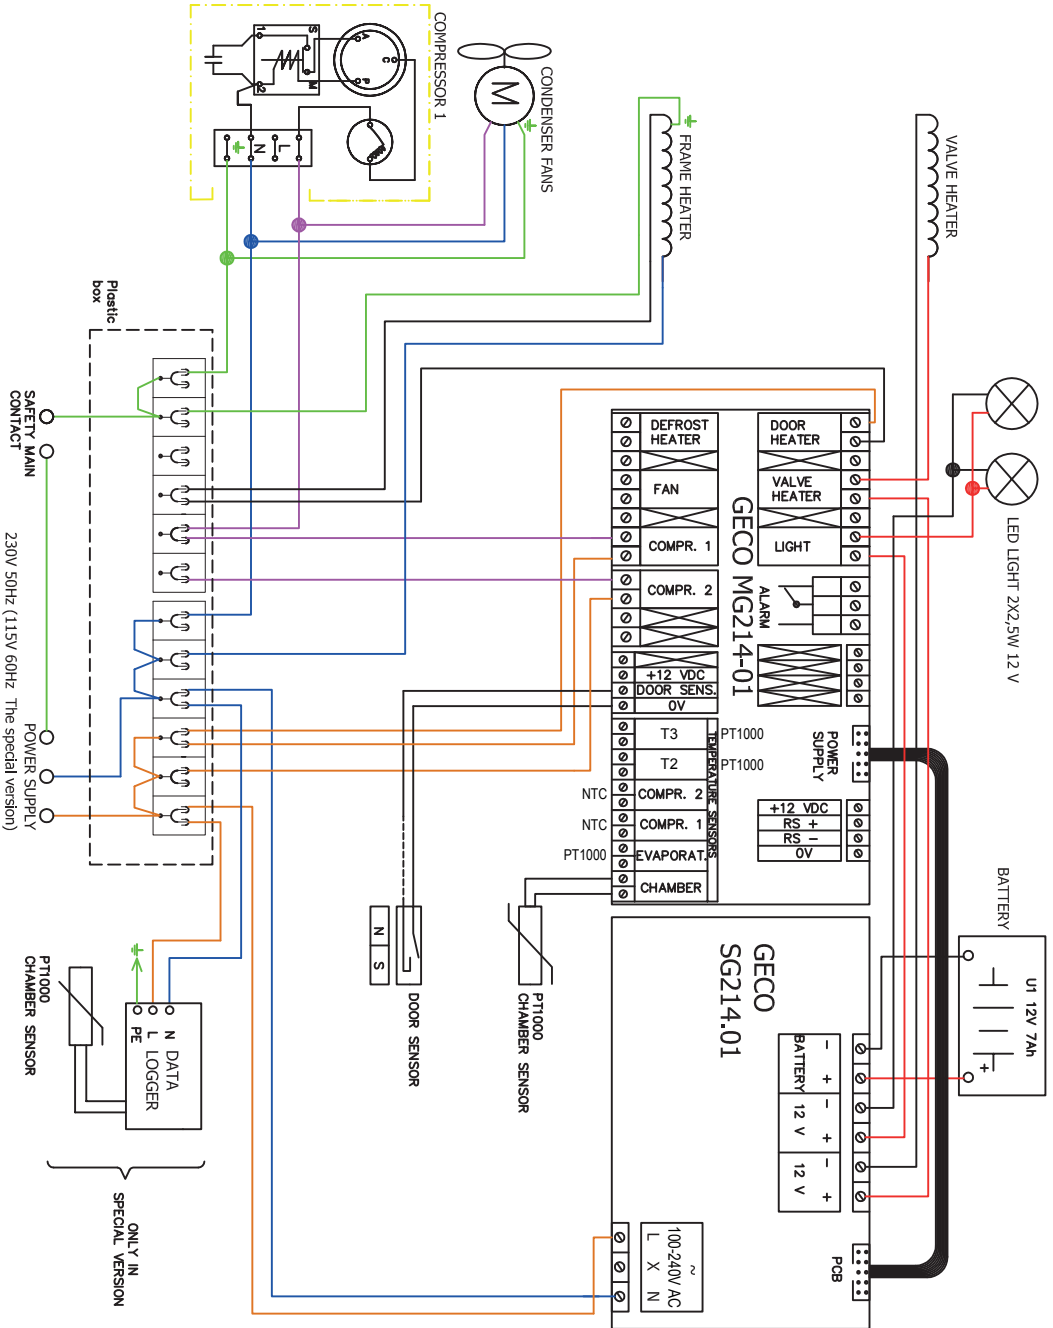 COMPRESSOR 1
1
2
S
M
A
C
P
N
L
CONDENSER FANS
M
FRAME HEATER
VALVE HEATER
LED LIGHT 2X2,5W 12 V
Plastic
box
SAFETY MAIN
CONTACT
230V 50Hz (115V 60Hz The special version)
POWER SUPPLY
GECO MG214-01
DEFROST
HEATER
FAN
COMPR. 1
COMPR. 2
+12 VDC
DOOR SENS.
0V
DOOR
HEATER
VALVE
HEATER
LIGHT
ALARM
POWER
SUPPLY
+12 VDC
RS +
RS -
0V
T3
T2
COMPR. 2
COMPR. 1
EVAPORAT.
CHAMBER
TEMPERATURE SENSORS
PT1000
PT1000
NTC
NTC
PT1000
N
S
DOOR SENSOR
PT1000
CHAMBER SENSOR
BATTERY
U1 12V 7Ah
+
GECO
SG214.01
BATTERY
- +
12 V
- +
12 V
- +
PCB
~
100-240V AC
L X N
N
L
PE
DATA
LOGGER
PT1000
CHAMBER SENSOR
ONLY IN
SPECIAL VERSION